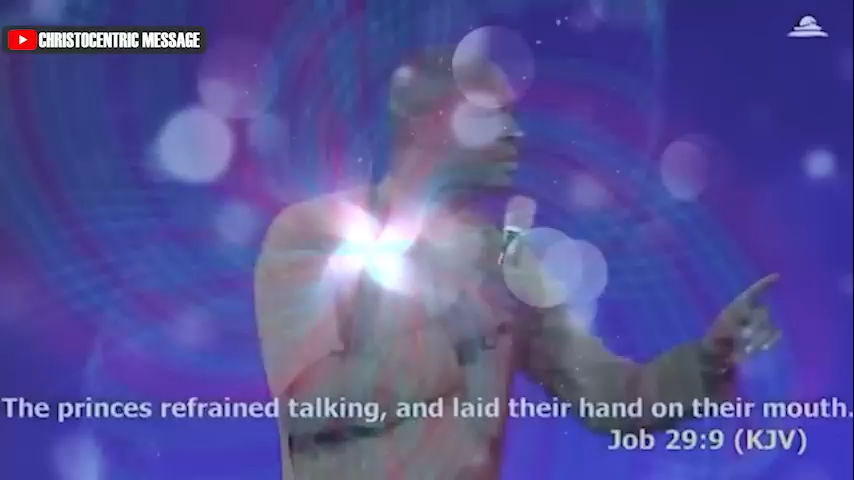 CHRISTOCENTRIC MESSAGE
The princes refrained talking, and laid their hand on their mouth.
Job 29:9 (KJV)